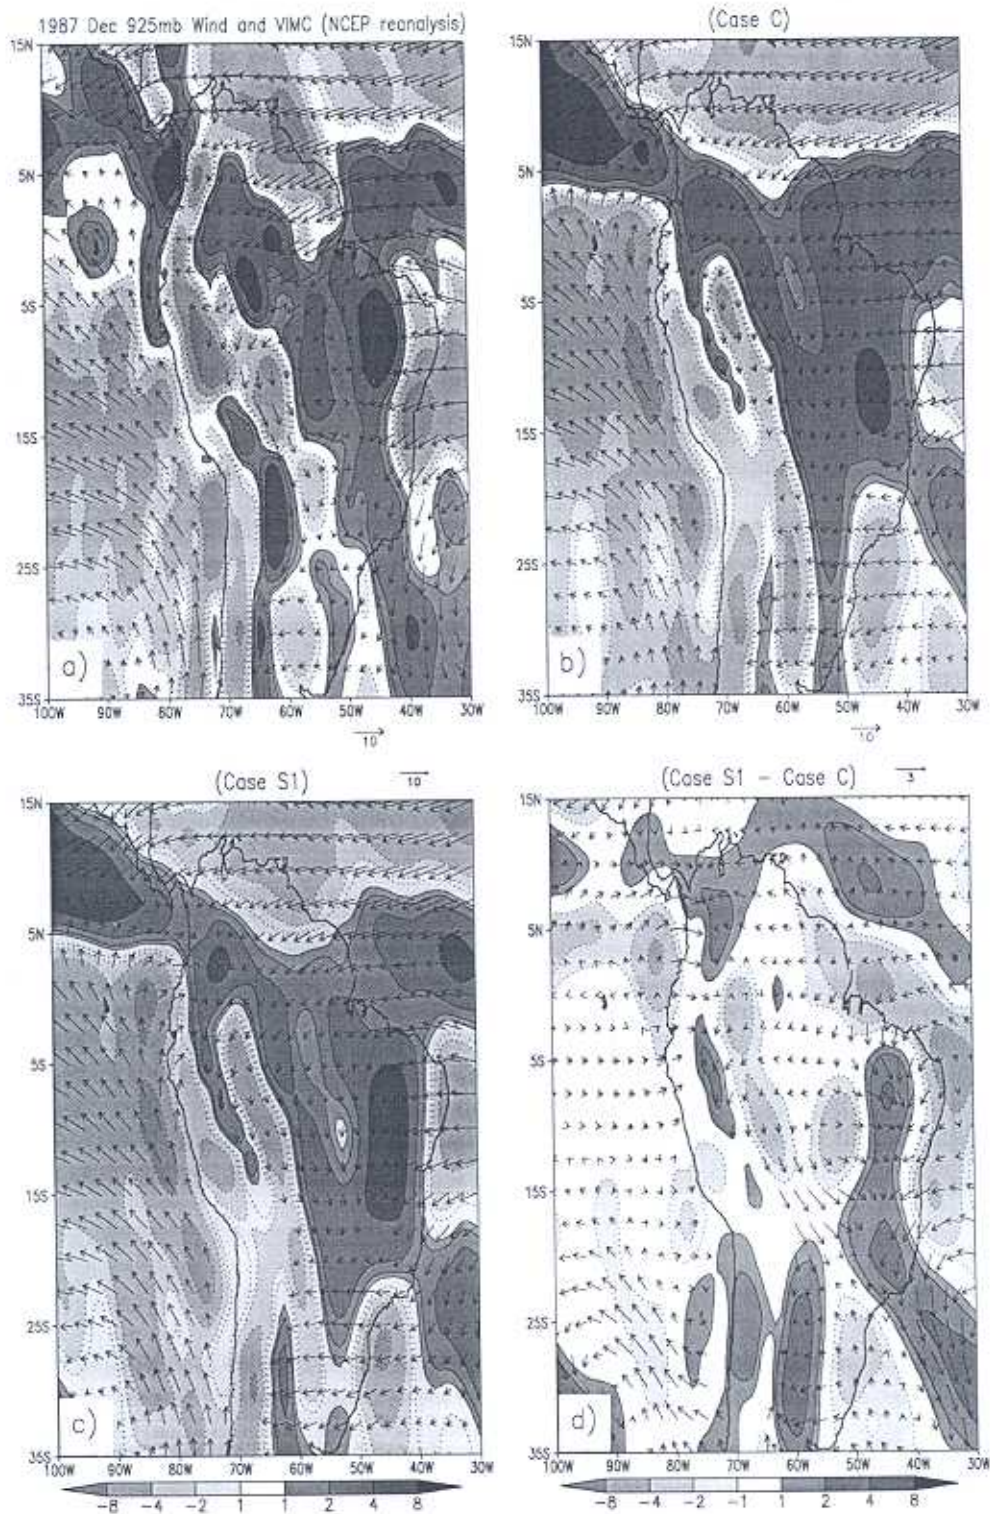 1987 Dec 925mb Wind and VIMC (NCEP reanalysis)
15N
5N
5S
15S
25S
35S
a)
100W 90W 80W 70W 60W 50W 40W 30W
10
(Case C)
15N
5N
5S
15S
25S
35S
b)
100W 90W 80W 70W 60W 50W 40W 30W
10
(Case S1)
10
15N
5N
5S
15S
25S
35S
c)
100W 90W 80W 70W 60W 50W 40W 30W
-8 -4 -2 1 1 2 4 8
(Case S1 - Case C)
3
15N
5N
5S
15S
25S
35S
d)
100W 90W 80W 70W 60W 50W 40W 30W
-8 -4 -2 -1 1 2 4 8